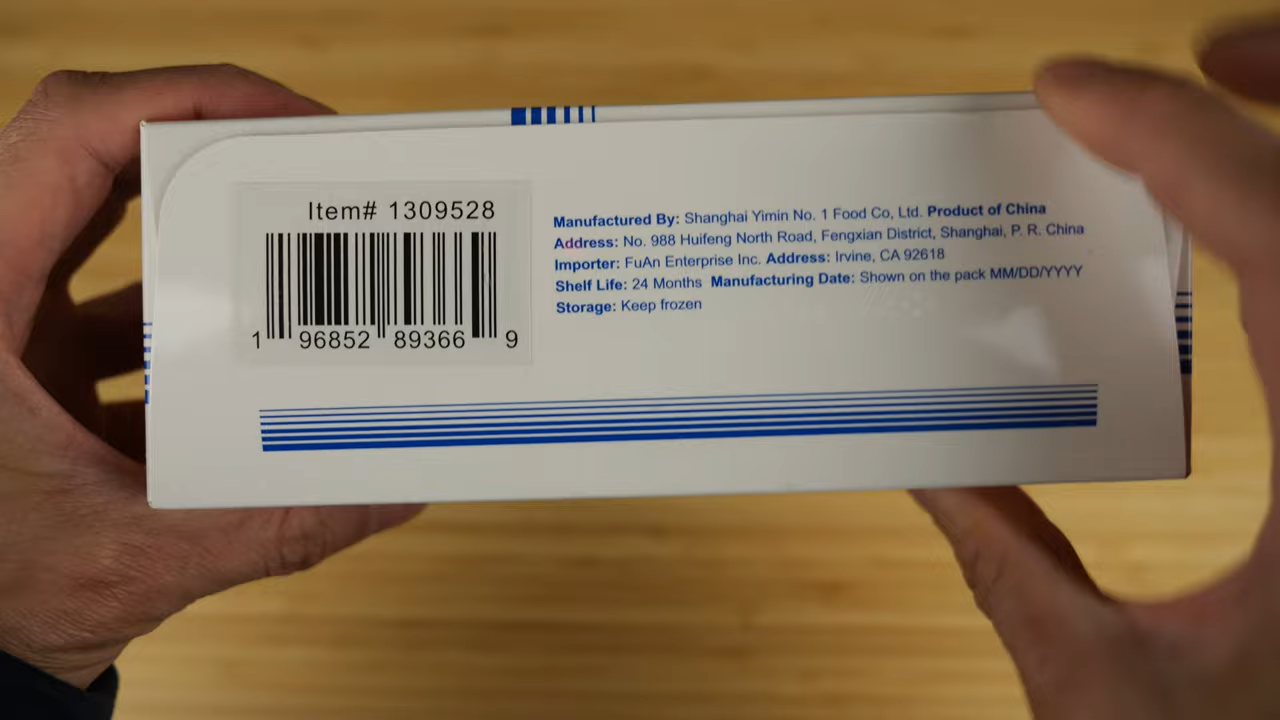 Item# 1309528
1 96852 89366 9
Manufactured By: Shanghai Yimin No. 1 Food Co, Ltd. Product of China
Address: No. 988 Huifeng North Road, Fengxian District, Shanghai, P. R. China
Importer: FuAn Enterprise Inc. Address: Irvine, CA 92618
Shelf Life: 24 Months Manufacturing Date: Shown on the pack MM/DD/YYYY
Storage: Keep frozen